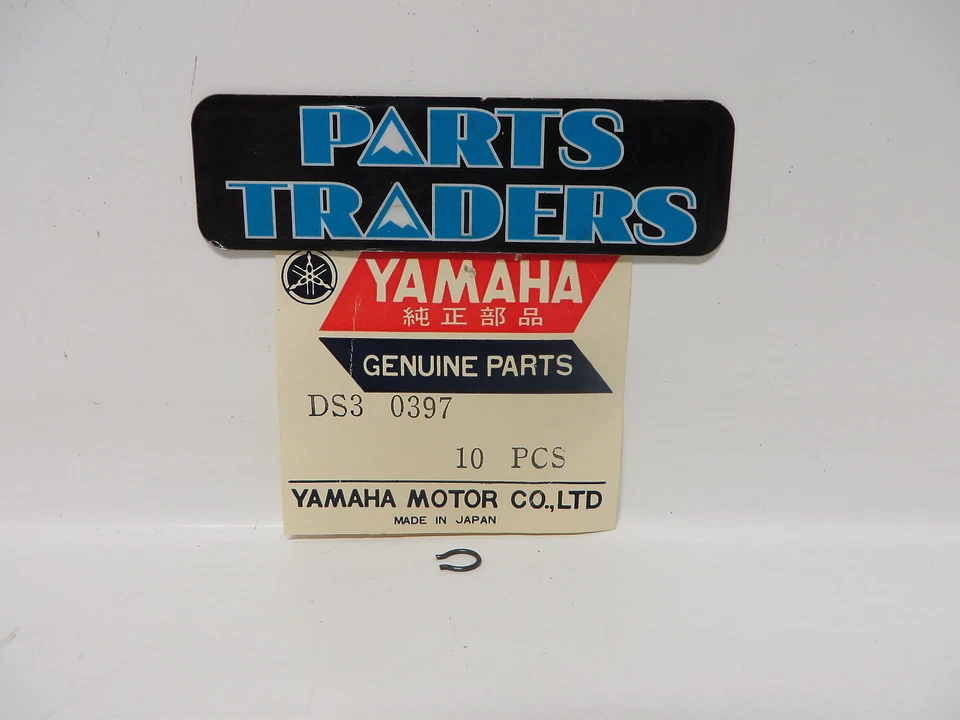 PARTS
TRADERS
YAMAHA
純正部品
GENUINE PARTS
DS3 0397
10 PCS
YAMAHA MOTOR CO.,LTD
MADE IN JAPAN